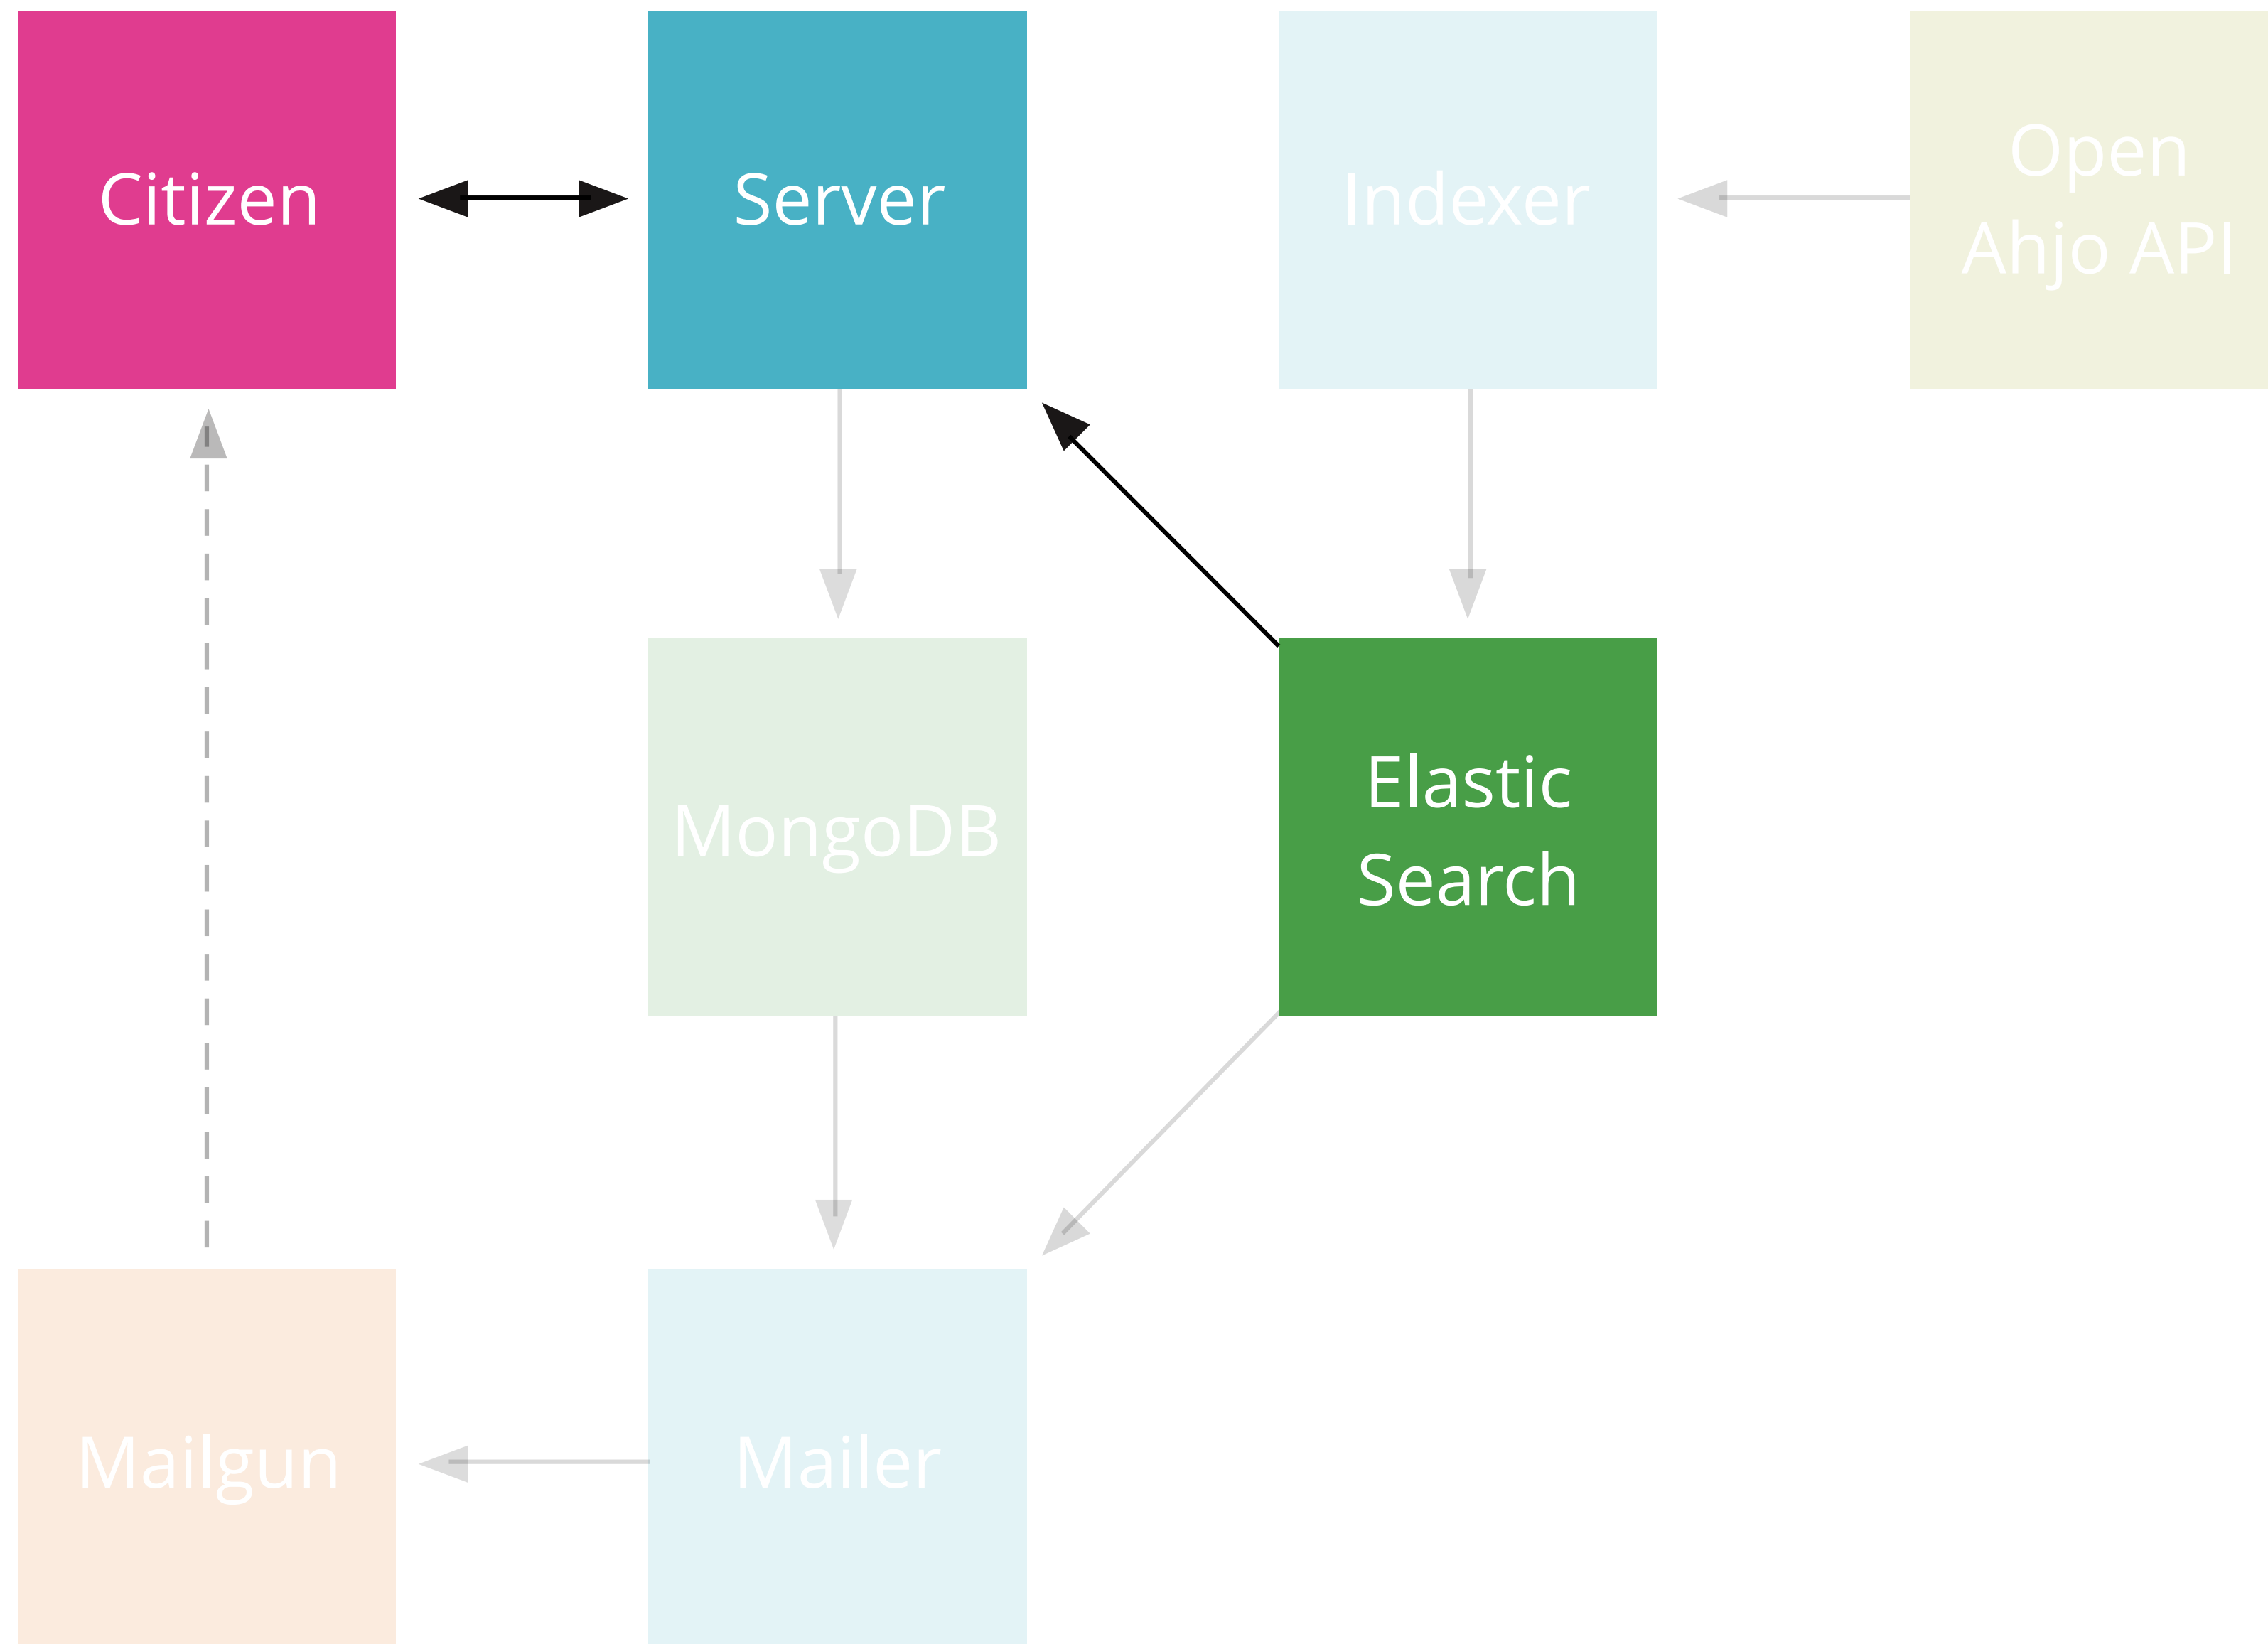 Citizen
Server
Indexer
Open
Ahjo API
MongoDB
Elastic
Search
Mailgun
Mailer